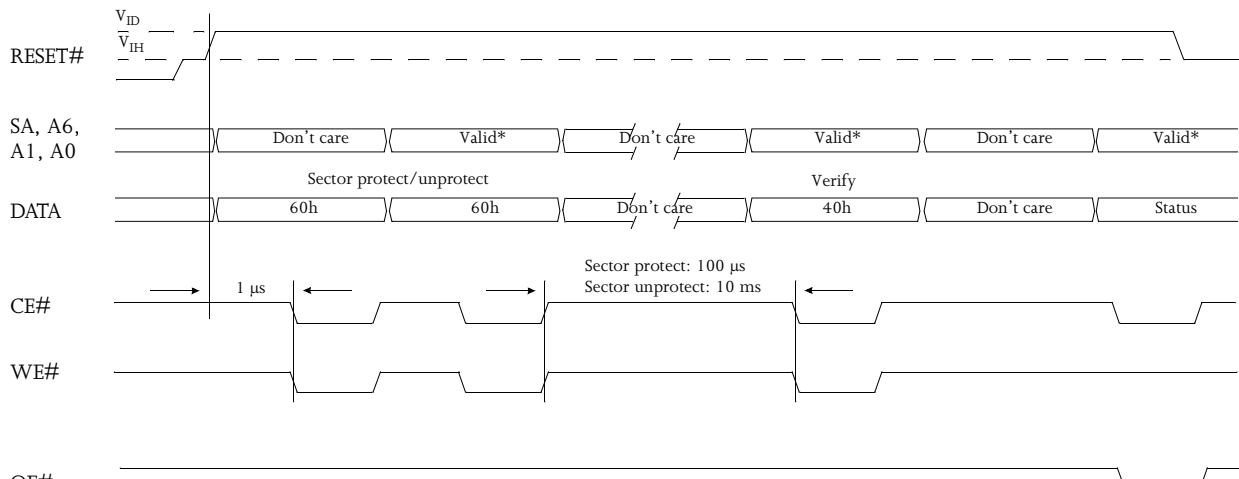 V_ID
V_IH
RESET#
SA, A6,
A1, A0
Don't care
Valid*
Don't care
Valid*
Don't care
Valid*
Sector protect/unprotect
Verify
DATA
60h
60h
Don't care
40h
Don't care
Status
Sector protect: 100 µs
1 µs
Sector unprotect: 10 ms
CE#
WE#
OE#